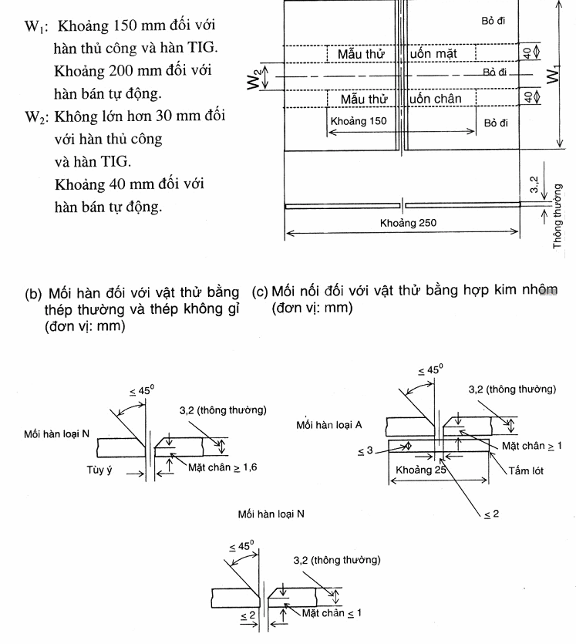 W₁: Khoảng 150 mm đối với
hàn thủ công và hàn TIG.
Khoảng 200 mm đối với
hàn bán tự động.
W₂: Không lớn hơn 30 mm đối
với hàn thủ công
và hàn TIG.
Khoảng 40 mm đối với
hàn bán tự động.
Bỏ đi
Mẫu thử uốn mặt
40
W₂
Bỏ đi
W₁
Mẫu thử uốn chân
40
Khoảng 150
Bỏ đi
3,2
Thông thường
Khoảng 250
(b) Mối hàn đối với vật thử bằng
thép thường và thép không gỉ
(đơn vị: mm)
(c) Mối nối đối với vật thử bằng hợp kim nhôm
(đơn vị: mm)
≤ 45⁰
3,2 (thông thường)
Mối hàn loại N
Tùy ý
Mặt chân ≥ 1,6
≤ 45⁰
3,2 (thông thường)
Mối hàn loại A
Mặt chân ≥ 1
≤ 3
Khoảng 25
Tấm lót
≤ 2
Mối hàn loại N
≤ 45⁰
3,2 (thông thường)
≤ 2
Mặt chân ≤ 1